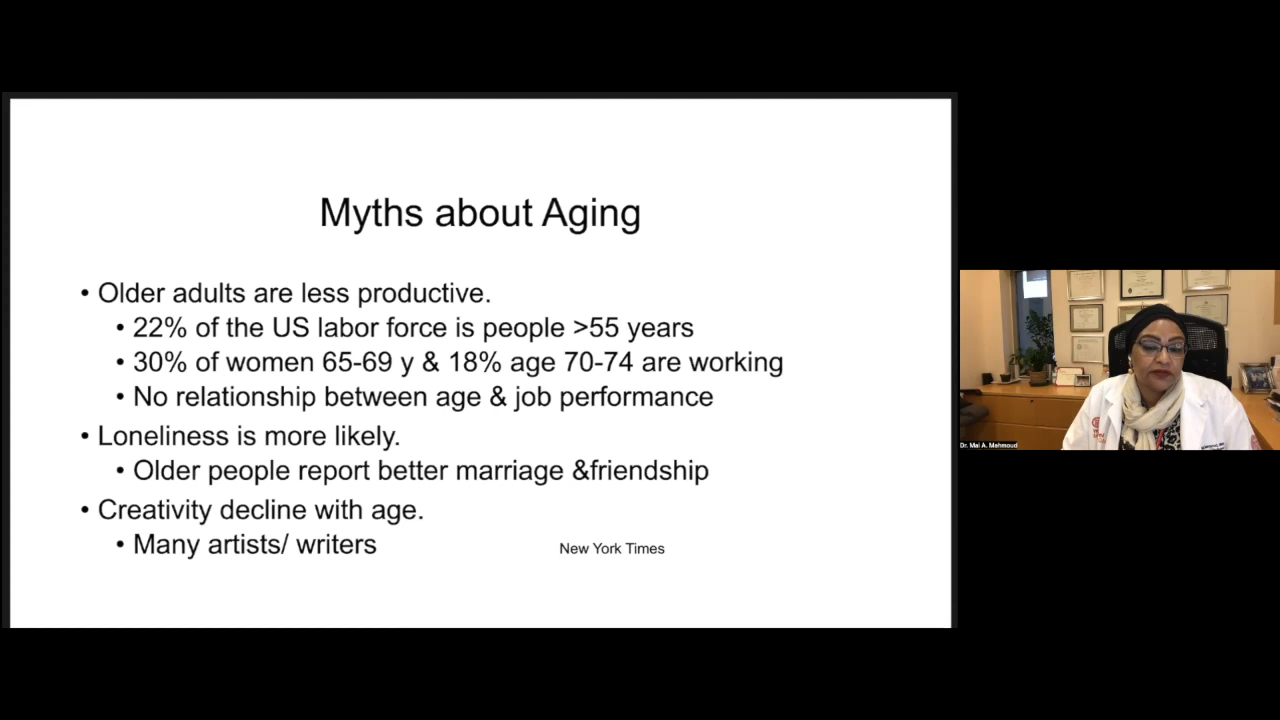 Myths about Aging
• Older adults are less productive.
• 22% of the US labor force is people >55 years
• 30% of women 65-69 y & 18% age 70-74 are working
• No relationship between age & job performance
• Loneliness is more likely.
• Older people report better marriage &friendship
• Creativity decline with age.
• Many artists/ writers
New York Times
Dr. Mai A. Mahmoud